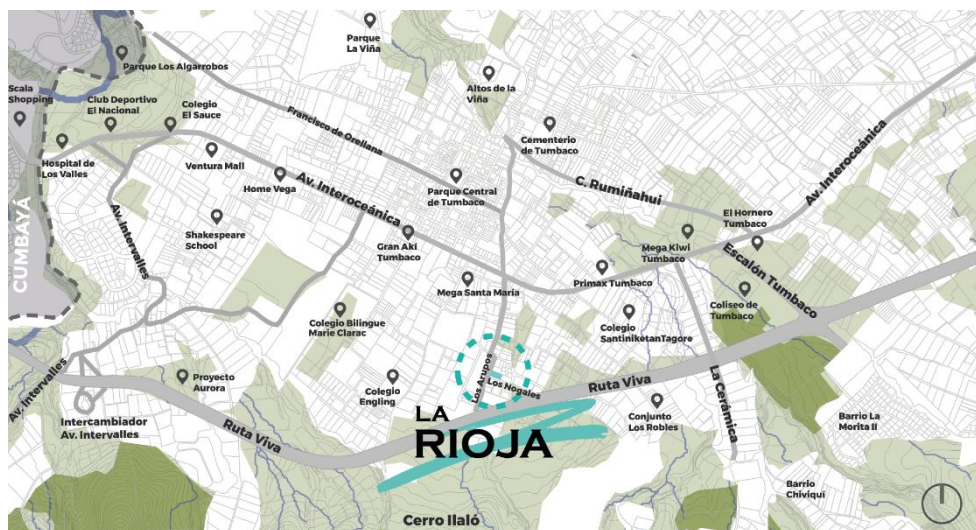 Parque
La Viña
Scala
Shopping
Parque Los Algarrobos
Club Deportivo
El Nacional
Colegio
El Sauce
Altos de la
Viña
Francisco de Orellana
Cementerio
de Tumbaco
Av. Interoceánica
Hospital de
Los Valles
Ventura Mall
Home Vega
Av. Interoceánica
Parque Central
de Tumbaco
C. Rumiñahui
CUMBAYÁ
Av. Intervalles
Shakespeare
School
Gran Akí
Tumbaco
El Hornero
Tumbaco
Mega Kiwi
Tumbaco
Escalón Tumbaco
Mega Santa María
Primax Tumbaco
Colegio Bilingue
Marie Clarac
Colegio
SantiniketanTagore
Coliseo de
Tumbaco
Av. Intervalles
Proyecto
Aurora
Colegio
Engling
Los Arupos
Los Nogales
Ruta Viva
La Cerámica
Intercambiador
Av. Intervalles
Ruta Viva
LA
RIOJA
Conjunto
Los Robles
Barrio La
Morita II
Barrio
Chiviquí
Cerro Ilaló